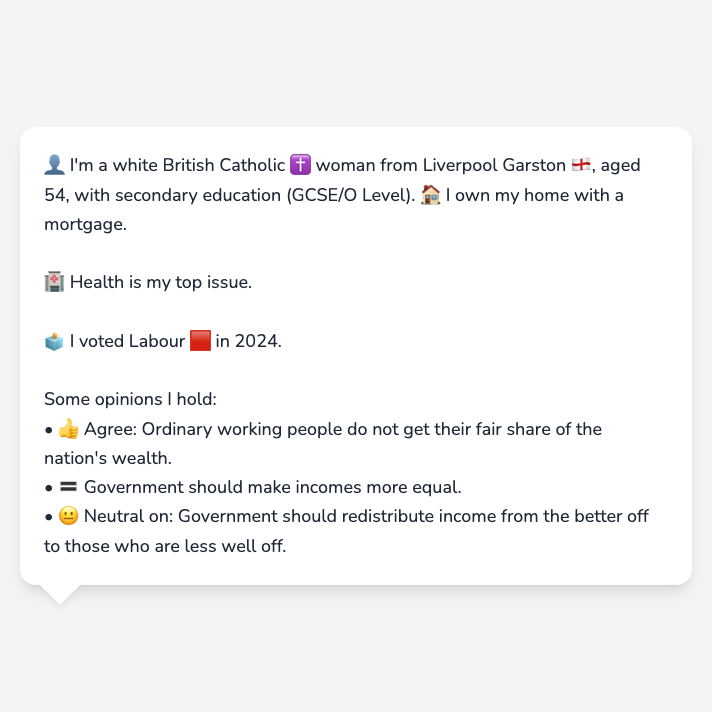 👤 I'm a white British Catholic ✝️ woman from Liverpool Garston 🏴󠁧󠁢󠁥󠁮󠁧󠁿, aged
54, with secondary education (GCSE/O Level). 🏠 I own my home with a
mortgage.
🏥 Health is my top issue.
🗳️ I voted Labour 🟥 in 2024.
Some opinions I hold:
• 👍 Agree: Ordinary working people do not get their fair share of the
nation's wealth.
• 🟰 Government should make incomes more equal.
• 😐 Neutral on: Government should redistribute income from the better off
to those who are less well off.